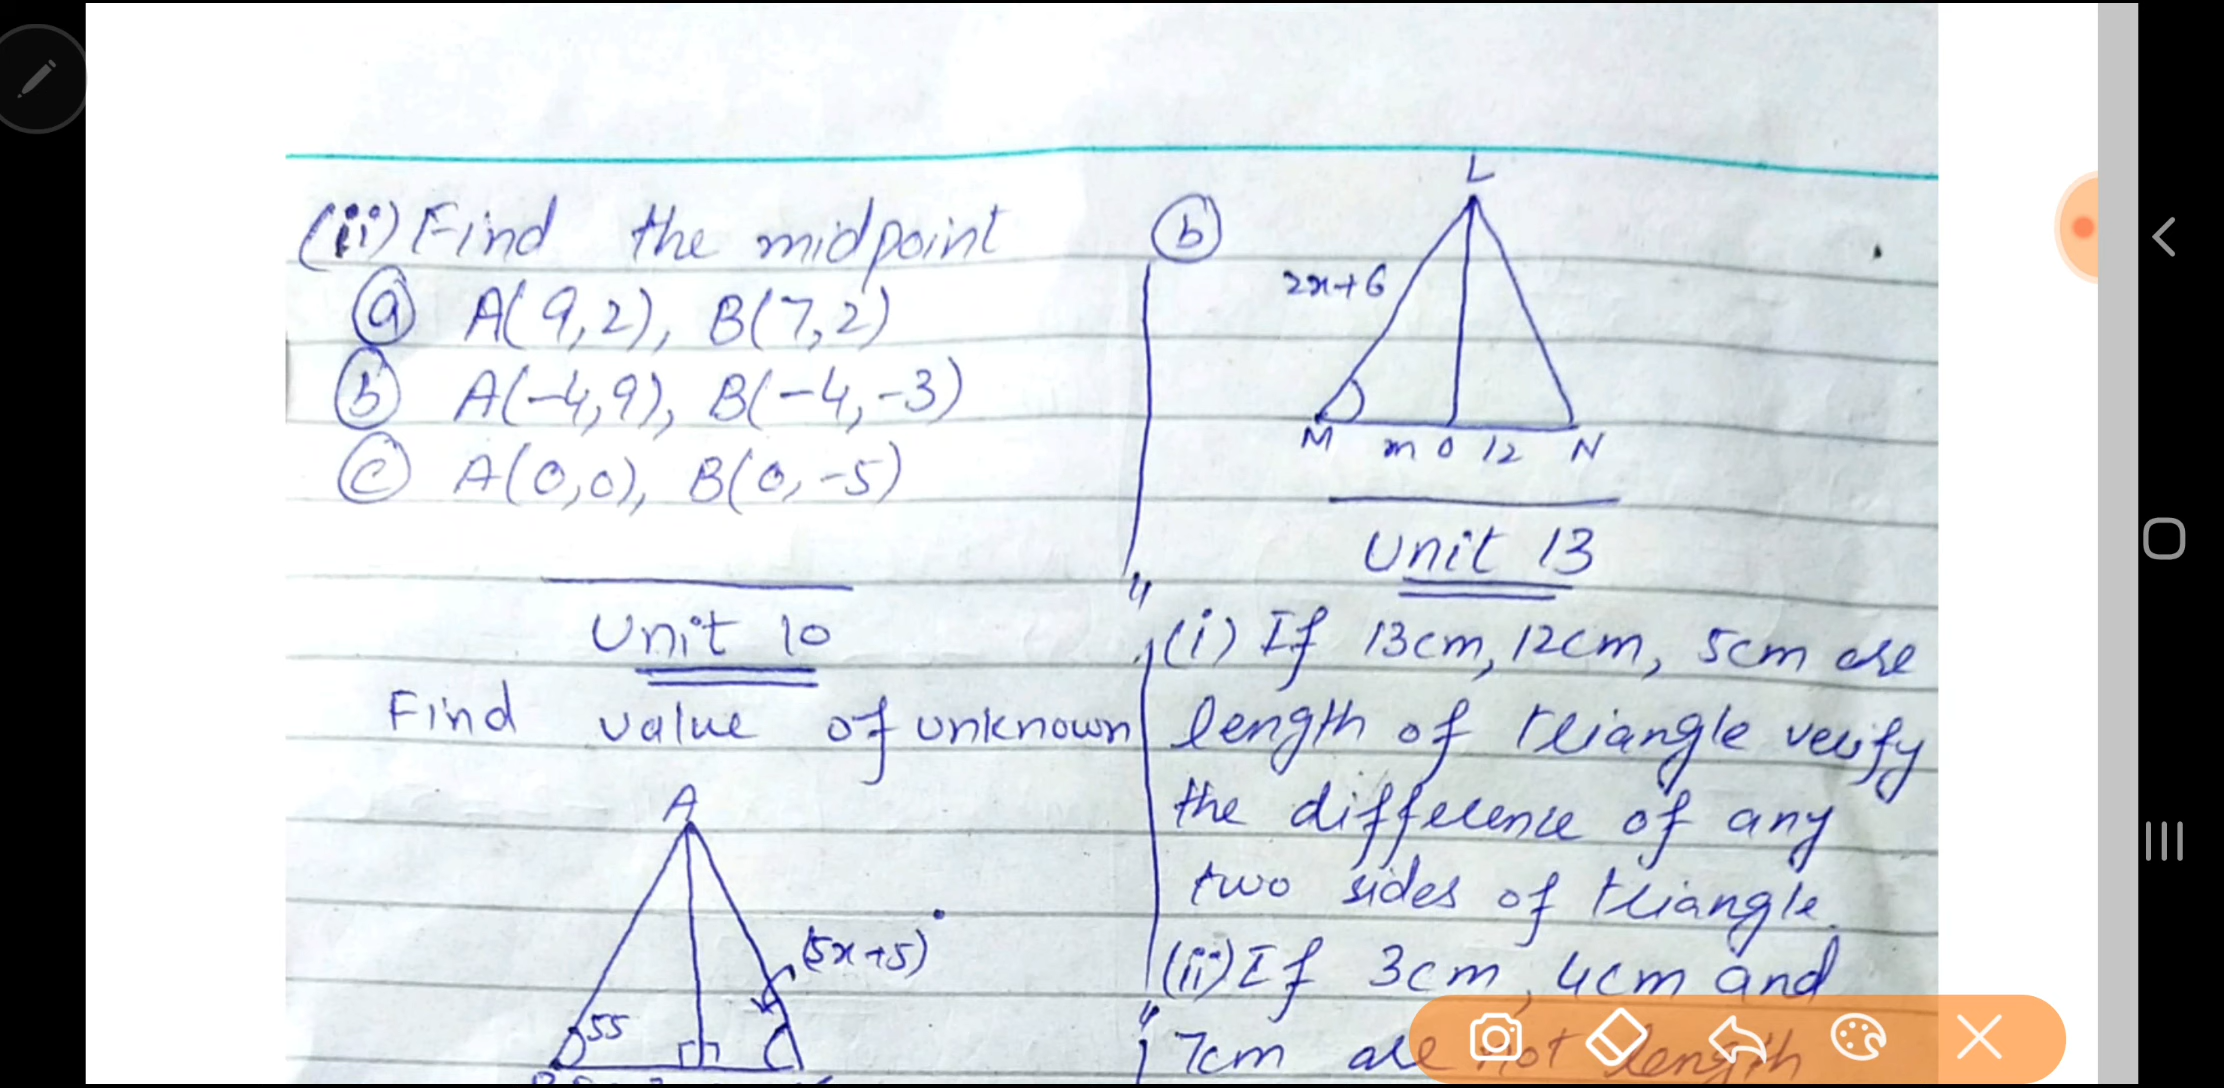 (ii) Find the midpoint
(a) A(9,2), B(7,2)
(b) A(-4,9), B(-4,-3)
(c) A(0,0), B(0,-5)
Unit 10
Find value of unknown
A
(5x+5)°
55
(b)
L
2x+6
M m O 12 N
Unit 13
(i) If 13cm, 12cm, 5cm are
length of triangle verify
the difference of any
two sides of triangle.
(ii) If 3cm, 4cm and
7cm are not length